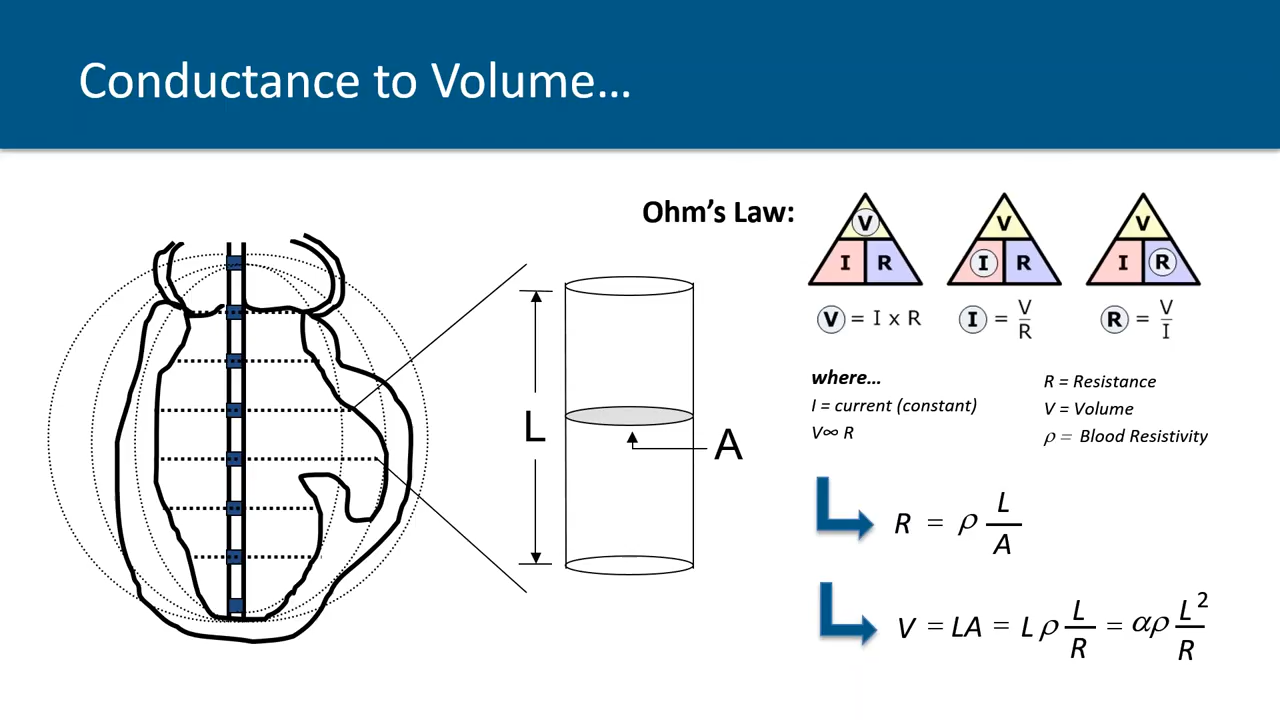 Conductance to Volume...
Ohm's Law:
V
I R
V = I x R
V
I R
I = V/R
V
I R
R = V/I
where...
I = current (constant)
V∞ R
R = Resistance
V = Volume
ρ = Blood Resistivity
L
A
R = ρ L/A
V = LA = L ρ L/R = αρ L²/R